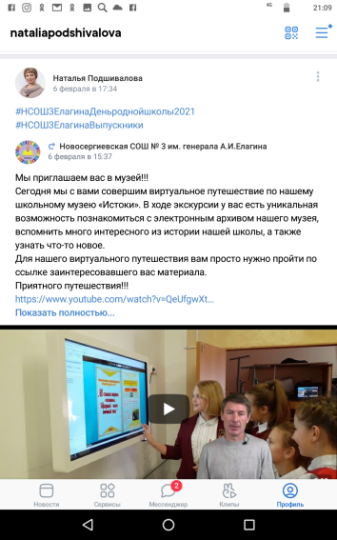 21:09
nataliapodshivalova
Наталья Подшивалова
6 февраля в 17:34
#НСОШ3ЕлагинаДеньроднойшколы2021
#НСОШ3ЕлагинаВыпускники
Новосергиевская СОШ № 3 им. генерала А.И.Елагина
6 февраля в 15:37
Мы приглашаем вас в музей!!!
Сегодня мы с вами совершим виртуальное путешествие по нашему
школьному музею «Истоки». В ходе экскурсии у вас есть уникальная
возможность познакомиться с электронным архивом нашего музея,
вспомнить много интересного из истории нашей школы, а также
узнать что-то новое.
Для нашего виртуального путешествия вам просто нужно пройти по
ссылке заинтересовавшего вас материала.
Приятного путешествия!!!
https://www.youtube.com/watch?v=QeUfgwXt...
Показать полностью...
2
Новости
Сервисы
Мессенджер
Клипы
Профиль